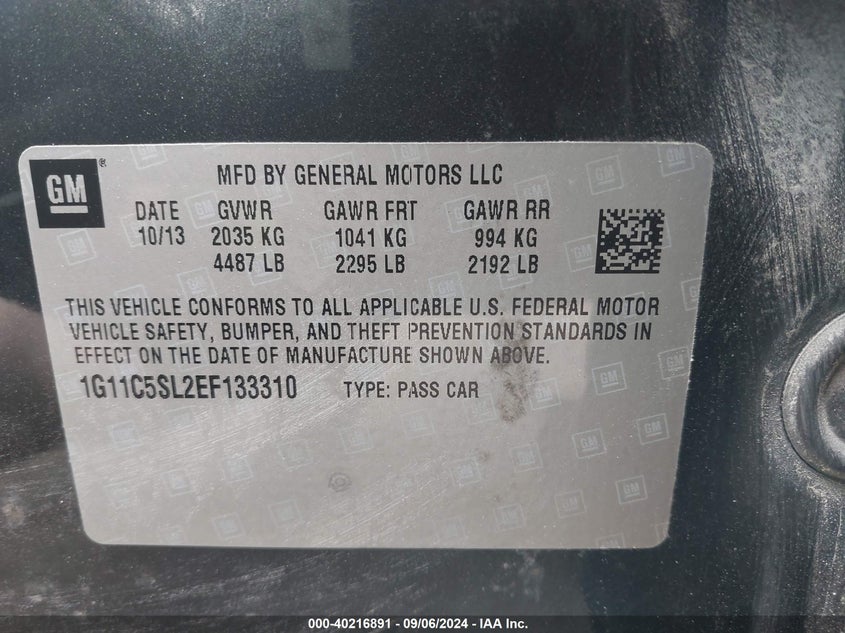 GM
MFD BY GENERAL MOTORS LLC
DATE GVWR GAWR FRT GAWR RR
10/13 2035 KG 1041 KG 994 KG
4487 LB 2295 LB 2192 LB
THIS VEHICLE CONFORMS TO ALL APPLICABLE U.S. FEDERAL MOTOR
VEHICLE SAFETY, BUMPER, AND THEFT PREVENTION STANDARDS IN
EFFECT ON THE DATE OF MANUFACTURE SHOWN ABOVE.
1G11C5SL2EF133310 TYPE: PASS CAR
000-40216891 - 09/06/2024 - IAA Inc.